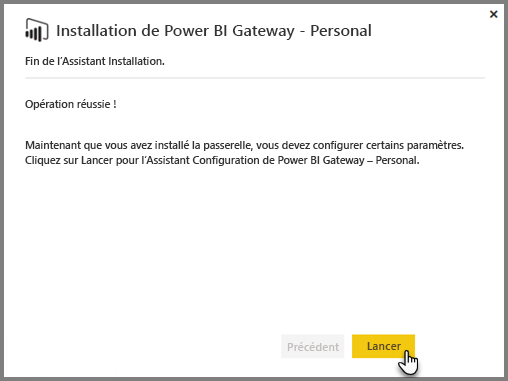 Installation de Power BI Gateway - Personal
Fin de l'Assistant Installation.
Opération réussie !
Maintenant que vous avez installé la passerelle, vous devez configurer certains paramètres.
Cliquez sur Lancer pour l'Assistant Configuration de Power BI Gateway – Personal.
Précédent
Lancer